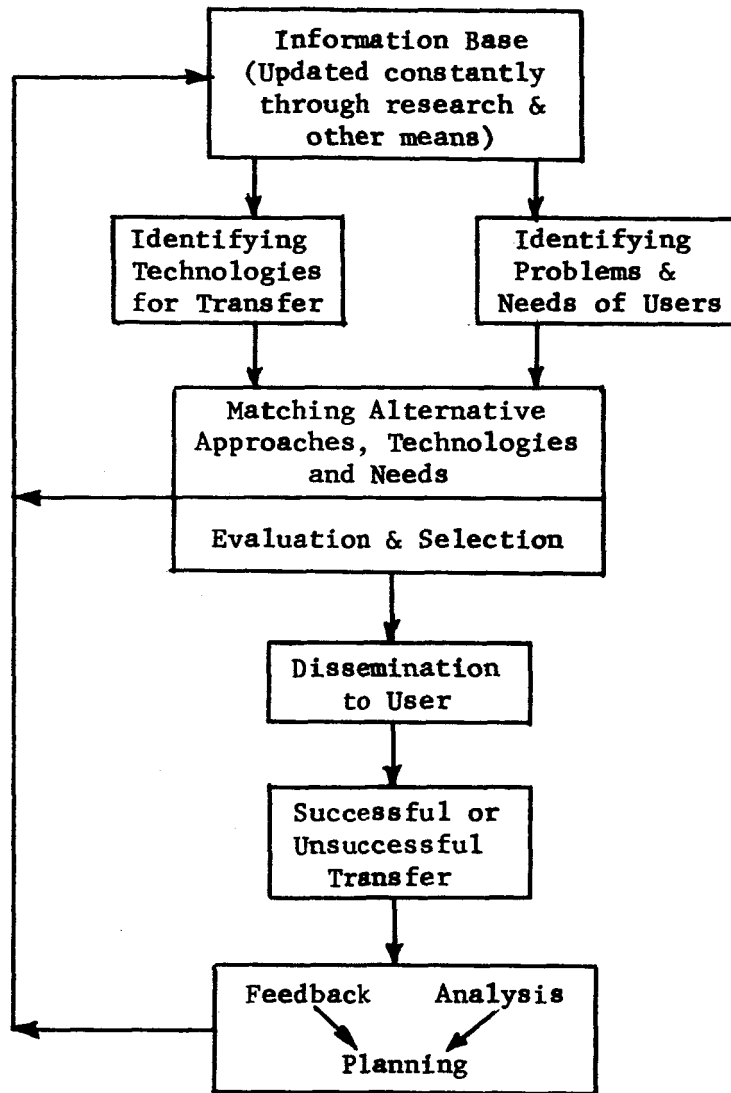 Information Base
(Updated constantly
through research &
other means)
Identifying
Technologies
for Transfer
Identifying
Problems &
Needs of Users
Matching Alternative
Approaches, Technologies
and Needs
Evaluation & Selection
Dissemination
to User
Successful or
Unsuccessful
Transfer
Feedback
Analysis
Planning